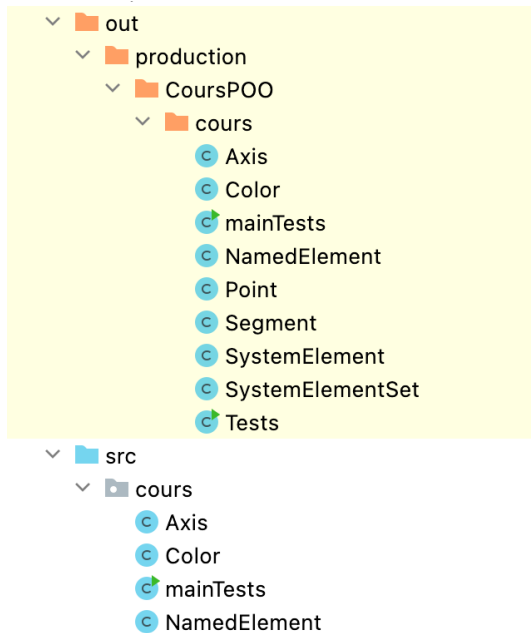 out
production
CoursPOO
cours
Axis
Color
mainTests
NamedElement
Point
Segment
SystemElement
SystemElementSet
Tests
src
cours
Axis
Color
mainTests
NamedElement